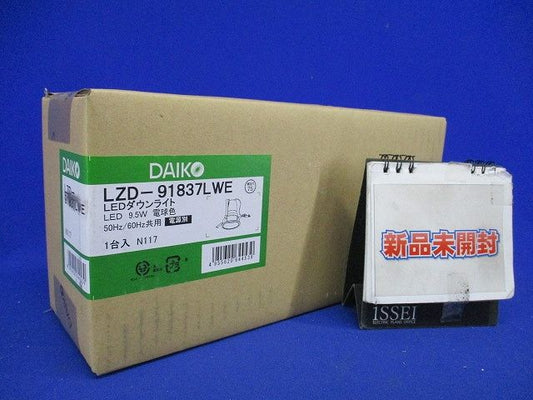 DAIKO
LZD-91837LWE
LEDダウンライト
LED 9.5W 電球色
50Hz/60Hz共用 電源別
1台入 N117
DAIKO
新品未開封
ISSEI